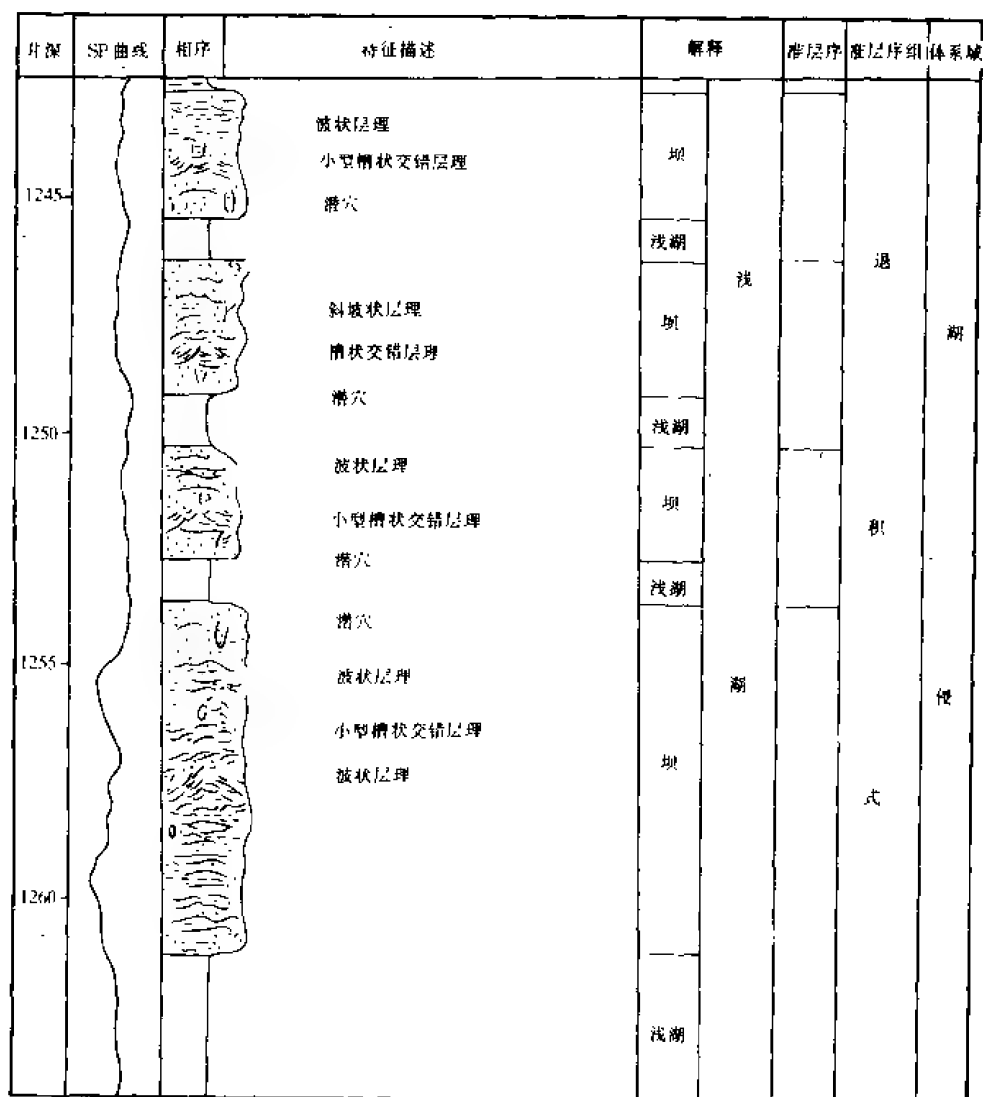 井深 SP曲线 相序 特征描述 解释 准层序 准层序组 体系域
波状层理
坝
小型槽状交错层理
1245
潜穴
浅湖
浅
退
斜坡状层理
坝
湖
槽状交错层理
潜穴
浅湖
1250
波状层理
坝
小型槽状交错层理
积
潜穴
浅湖
潜穴
1255
波状层理
湖
侵
小型槽状交错层理
坝
波状层理
式
1260
浅湖